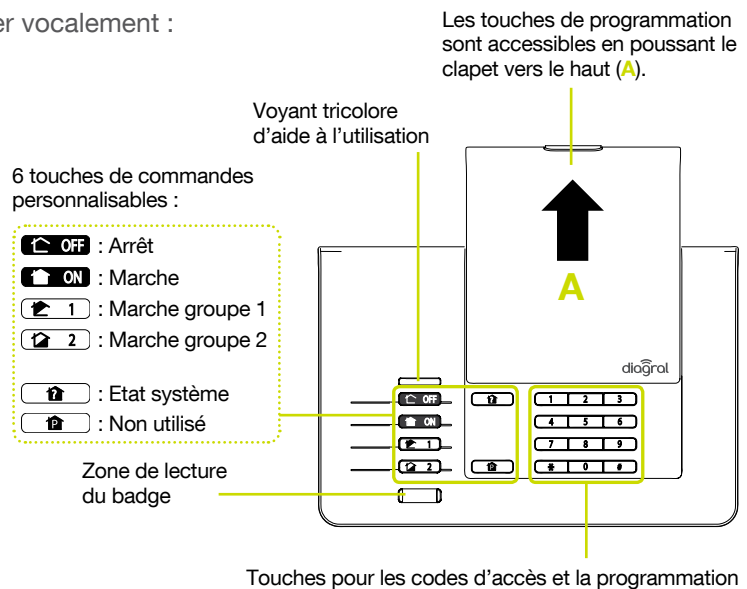 er vocalement :
Les touches de programmation
sont accessibles en poussant le
clapet vers le haut (A).
Voyant tricolore
d'aide à l'utilisation
6 touches de commandes
personnalisables :
OFF : Arrêt
ON : Marche
1 : Marche groupe 1
2 : Marche groupe 2
? : Etat système
P : Non utilisé
A
diagral
OFF ? 1 2 3
ON 4 5 6
1 7 8 9
2 P * 0 #
Zone de lecture
du badge
Touches pour les codes d'accès et la programmation